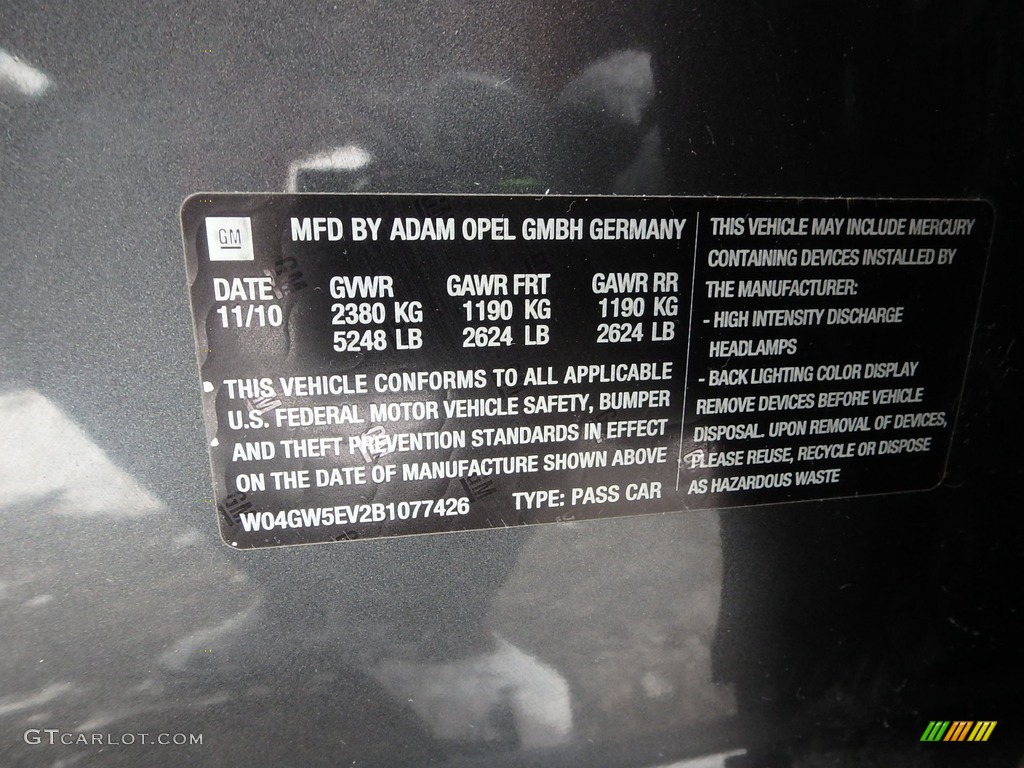 GM
MFD BY ADAM OPEL GMBH GERMANY
DATE GVWR GAWR FRT GAWR RR
11/10 2380 KG 1190 KG 1190 KG
5248 LB 2624 LB 2624 LB
THIS VEHICLE CONFORMS TO ALL APPLICABLE
U.S. FEDERAL MOTOR VEHICLE SAFETY, BUMPER
AND THEFT PREVENTION STANDARDS IN EFFECT
ON THE DATE OF MANUFACTURE SHOWN ABOVE
W04GW5EV2B1077426 TYPE: PASS CAR
THIS VEHICLE MAY INCLUDE MERCURY
CONTAINING DEVICES INSTALLED BY
THE MANUFACTURER:
- HIGH INTENSITY DISCHARGE
HEADLAMPS
- BACK LIGHTING COLOR DISPLAY
REMOVE DEVICES BEFORE VEHICLE
DISPOSAL. UPON REMOVAL OF DEVICES,
PLEASE REUSE, RECYCLE OR DISPOSE
AS HAZARDOUS WASTE
GTCARLOT.COM